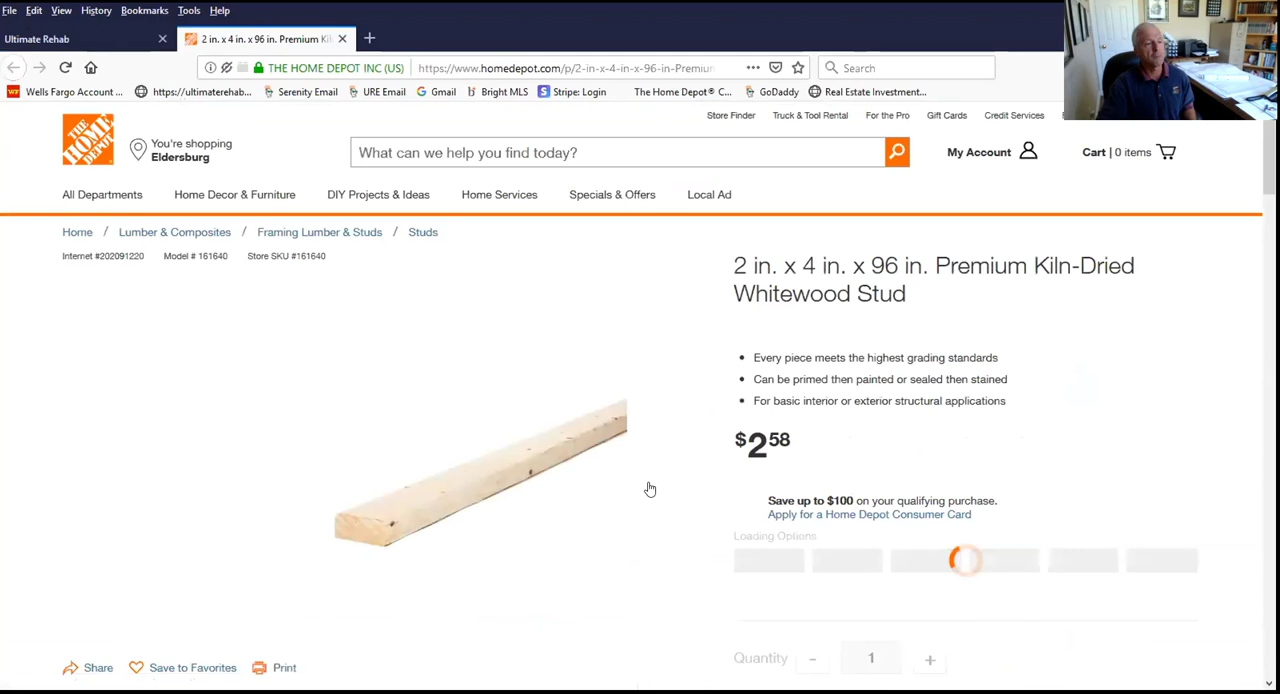 File Edit View History Bookmarks Tools Help
Ultimate Rehab
2 in. x 4 in. x 96 in. Premium Kil
THE HOME DEPOT INC (US) https://www.homedepot.com/p/2-in-x-4-in-x-96-in-Premiu Search
Wells Fargo Account ... https://ultimaterehab... Serenity Email URE Email Gmail Bright MLS Stripe: Login The Home Depot® C... GoDaddy Real Estate Investment...
Store Finder Truck & Tool Rental For the Pro Gift Cards Credit Services
THE HOME DEPOT
You're shopping
Eldersburg
What can we help you find today?
My Account
Cart | 0 items
All Departments Home Decor & Furniture DIY Projects & Ideas Home Services Specials & Offers Local Ad
Home / Lumber & Composites / Framing Lumber & Studs / Studs
Internet #202091220 Model # 161640 Store SKU #161640
2 in. x 4 in. x 96 in. Premium Kiln-Dried
Whitewood Stud
• Every piece meets the highest grading standards
• Can be primed then painted or sealed then stained
• For basic interior or exterior structural applications
$2 58
Save up to $100 on your qualifying purchase.
Apply for a Home Depot Consumer Card
Loading Options
Quantity - 1 +
Share Save to Favorites Print